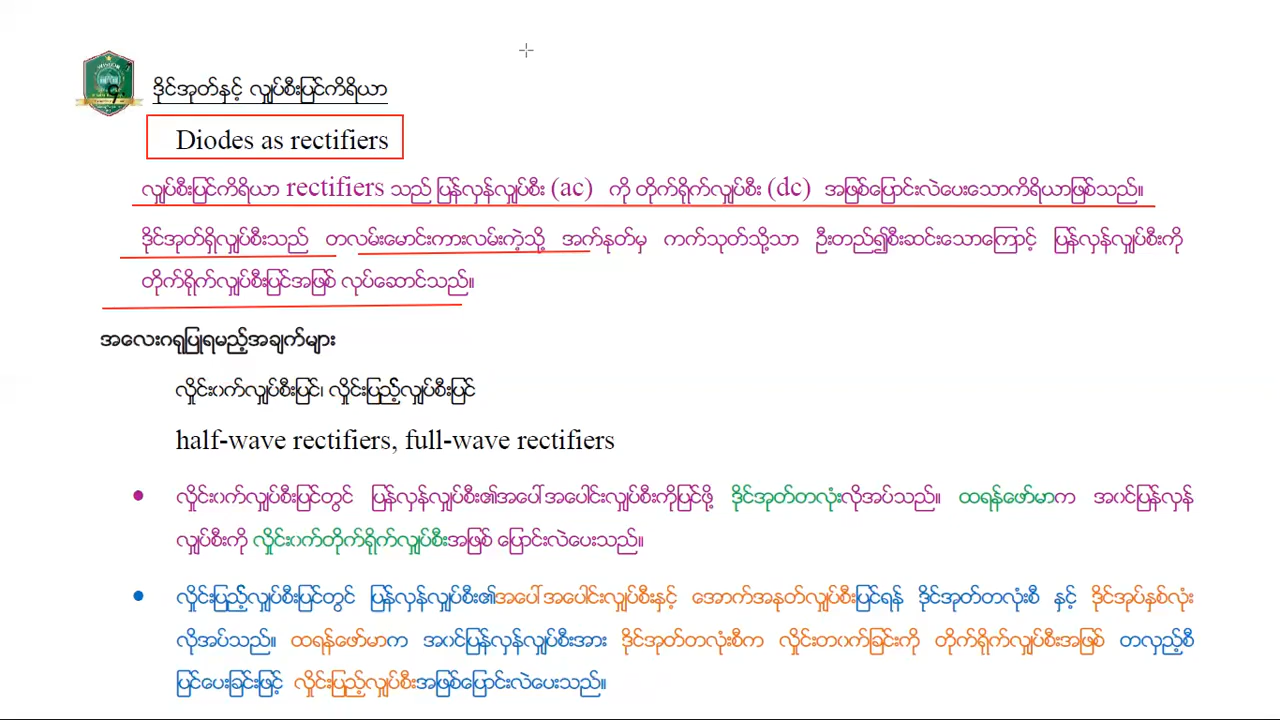 ဒိုင်အုတ်နှင့် လျှပ်စီးပြင်ကိရိယာ
Diodes as rectifiers
လျှပ်စီးပြင်ကိရိယာ rectifiers သည် ပြန်လှန်လျှပ်စီး (ac) ကို တိုက်ရိုက်လျှပ်စီး (dc) အဖြစ်ပြောင်းလဲပေးသောကိရိယာဖြစ်သည်။
ဒိုင်အုတ်ရှိလျှပ်စီးသည် တလမ်းမောင်းကားလမ်းကဲ့သို့ အက်နုတ်မှ ကက်သုတ်သို့သာ ဦးတည်၍စီးဆင်းသောကြောင့် ပြန်လှန်လျှပ်စီးကို
တိုက်ရိုက်လျှပ်စီးပြင်အဖြစ် လုပ်ဆောင်သည်။
အလေးဂရုပြုရမည့်အချက်များ
လှိုင်းဝက်လျှပ်စီးပြင်၊ လှိုင်းပြည့်လျှပ်စီးပြင်
half-wave rectifiers, full-wave rectifiers
• လှိုင်းဝက်လျှပ်စီးပြင်တွင် ပြန်လှန်လျှပ်စီး၏အပေါ်အပေါင်းလျှပ်စီးကိုပြင်ဖို့ ဒိုင်အုတ်တလုံးလိုအပ်သည်။ ထရန်ဖော်မာက အဝင်ပြန်လှန်
လျှပ်စီးကို လှိုင်းဝက်တိုက်ရိုက်လျှပ်စီးအဖြစ် ပြောင်းလဲပေးသည်။
• လှိုင်းပြည့်လျှပ်စီးပြင်တွင် ပြန်လှန်လျှပ်စီး၏အပေါ်အပေါင်းလျှပ်စီးနှင့် အောက်အနုတ်လျှပ်စီးပြင်ရန် ဒိုင်အုတ်တလုံးစီ နှင့် ဒိုင်အုပ်နှစ်လုံး
လိုအပ်သည်။ ထရန်ဖော်မာက အဝင်ပြန်လှန်လျှပ်စီးအား ဒိုင်အုတ်တလုံးစီက လှိုင်းတဝက်ခြင်းကို တိုက်ရိုက်လျှပ်စီးအဖြစ် တလှည့်စီ
ပြင်ပေးခြင်းဖြင့် လှိုင်းပြည့်လျှပ်စီးအဖြစ်ပြောင်းလဲပေးသည်။